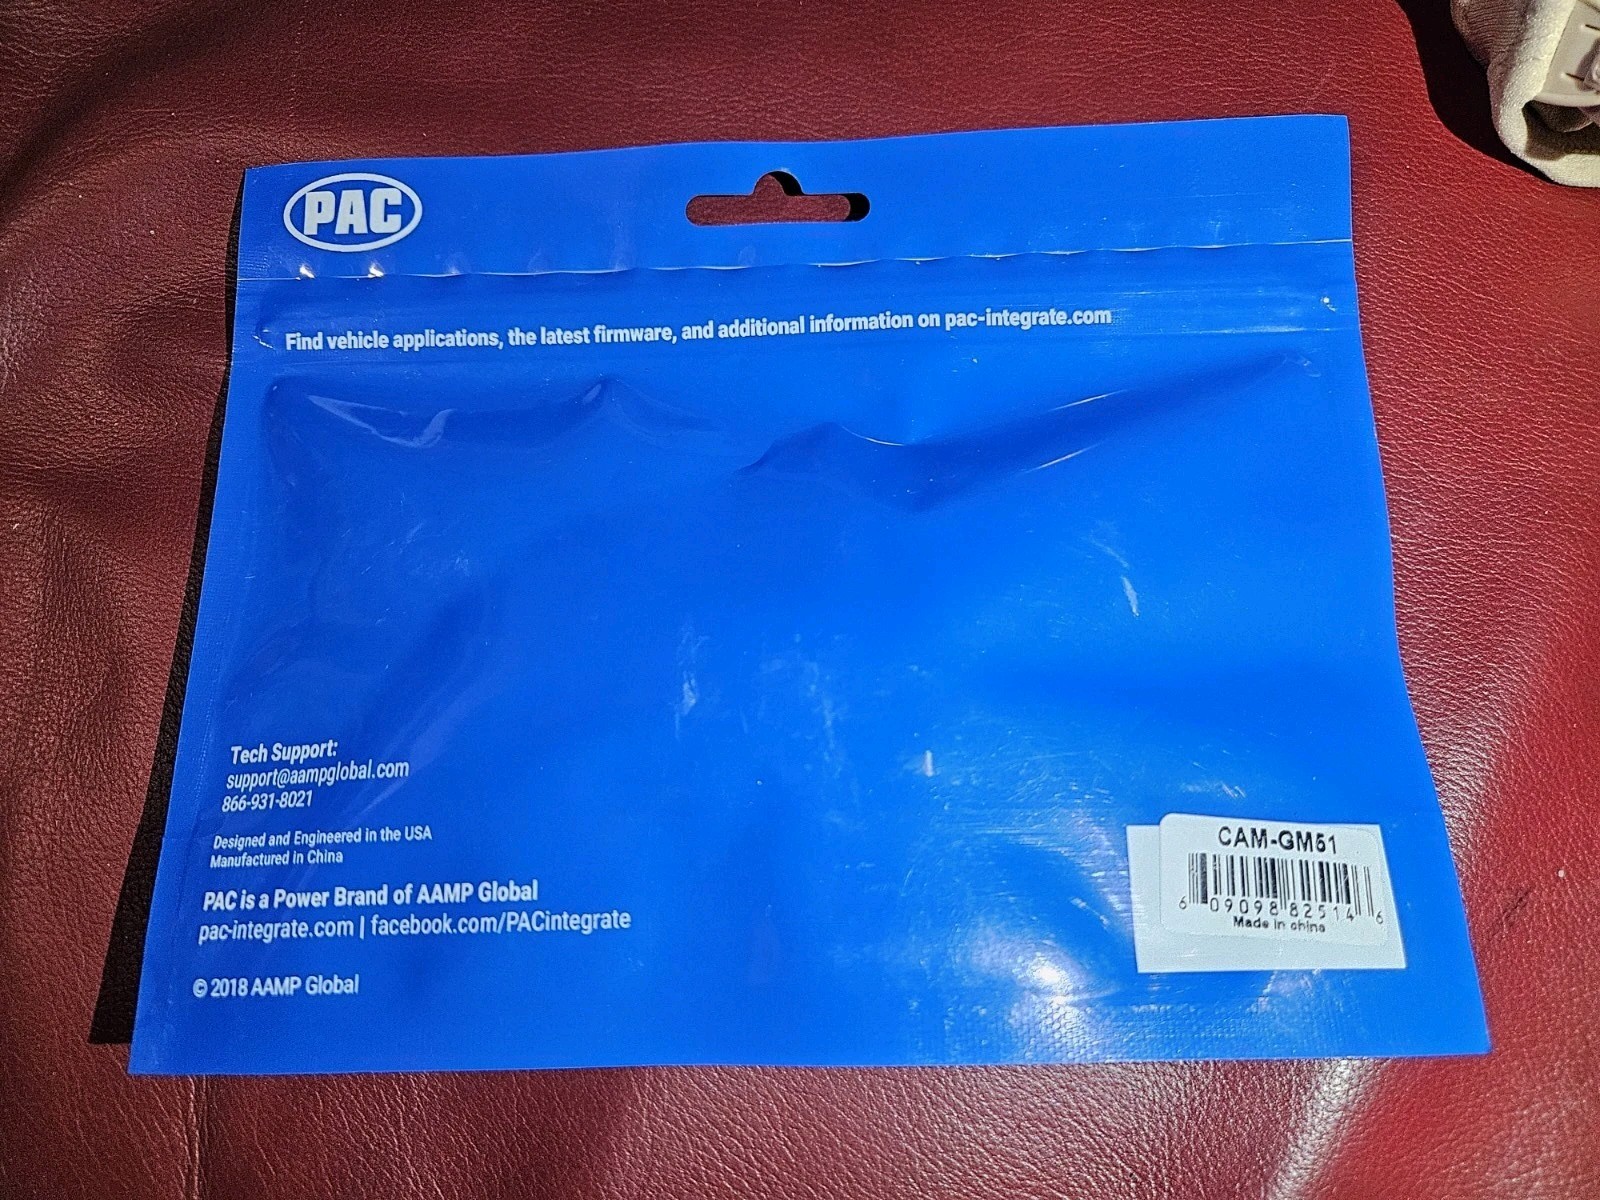 PAC
Find vehicle applications, the latest firmware, and additional information on pac-integrate.com
Tech Support:
support@aampglobal.com
866-931-8021
Designed and Engineered in the USA
Manufactured in China
PAC is a Power Brand of AAMP Global
pac-integrate.com | facebook.com/PACintegrate
© 2018 AAMP Global
CAM-GM51
6 09098 82514 6
Made in china